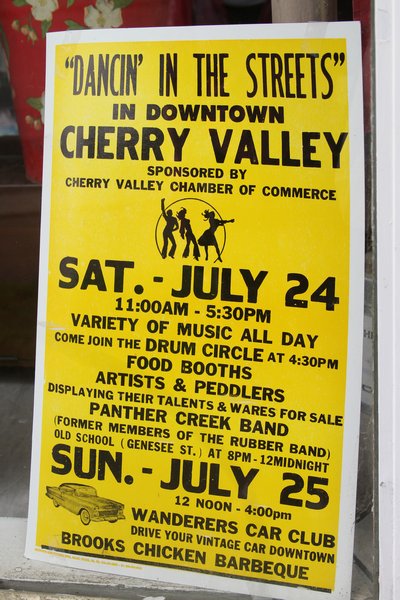 "DANCIN' IN THE STREETS"
IN DOWNTOWN
CHERRY VALLEY
SPONSORED BY
CHERRY VALLEY CHAMBER OF COMMERCE
SAT. - JULY 24
11:00AM - 5:30PM
VARIETY OF MUSIC ALL DAY
COME JOIN THE DRUM CIRCLE AT 4:30PM
FOOD BOOTHS
ARTISTS & PEDDLERS
DISPLAYING THEIR TALENTS & WARES FOR SALE
PANTHER CREEK BAND
(FORMER MEMBERS OF THE RUBBER BAND)
OLD SCHOOL (GENESEE ST.) AT 8PM-12MIDNIGHT
SUN. - JULY 25
12 NOON - 4:00pm
WANDERERS CAR CLUB
DRIVE YOUR VINTAGE CAR DOWNTOWN
BROOKS CHICKEN BARBEQUE